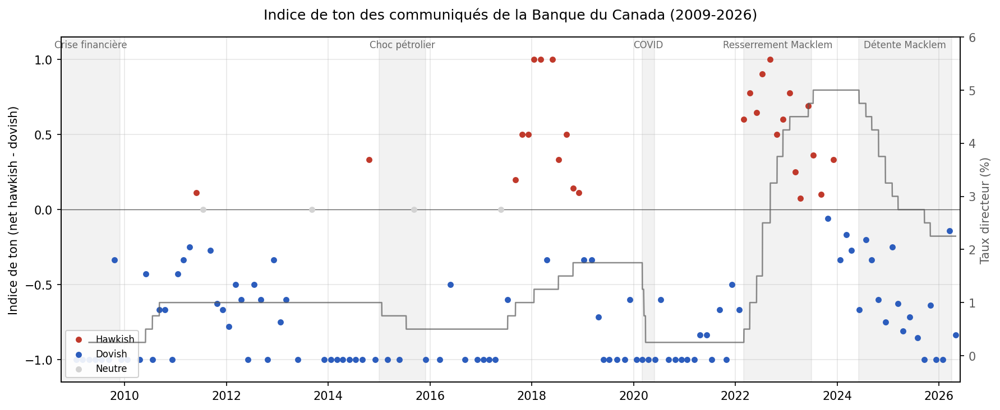 Indice de ton des communiqués de la Banque du Canada (2009-2026)
Crise financière
Choc pétrolier
COVID
Resserrement Macklem
Détente Macklem
Indice de ton (net hawkish - dovish)
1.0
0.5
0.0
−0.5
−1.0
Taux directeur (%)
6
5
4
3
2
1
0
Hawkish
Dovish
Neutre
2010
2012
2014
2016
2018
2020
2022
2024
2026